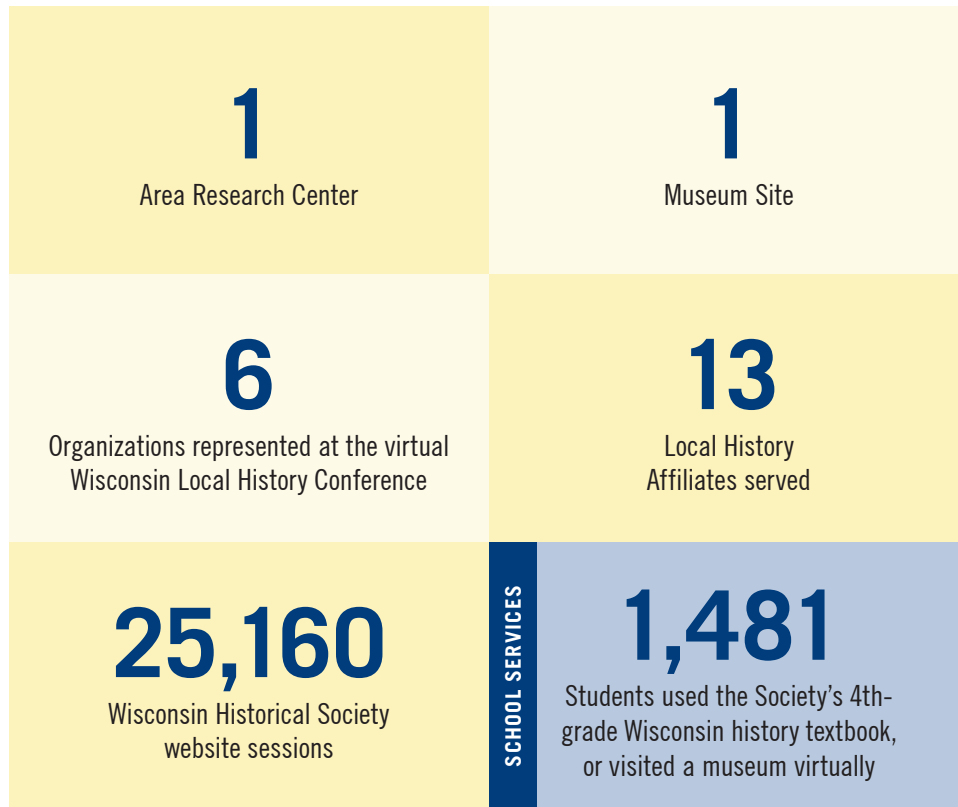 1
Area Research Center
1
Museum Site
6
Organizations represented at the virtual
Wisconsin Local History Conference
13
Local History
Affiliates served
25,160
Wisconsin Historical Society
website sessions
SCHOOL SERVICES
1,481
Students used the Society’s 4th-
grade Wisconsin history textbook,
or visited a museum virtually